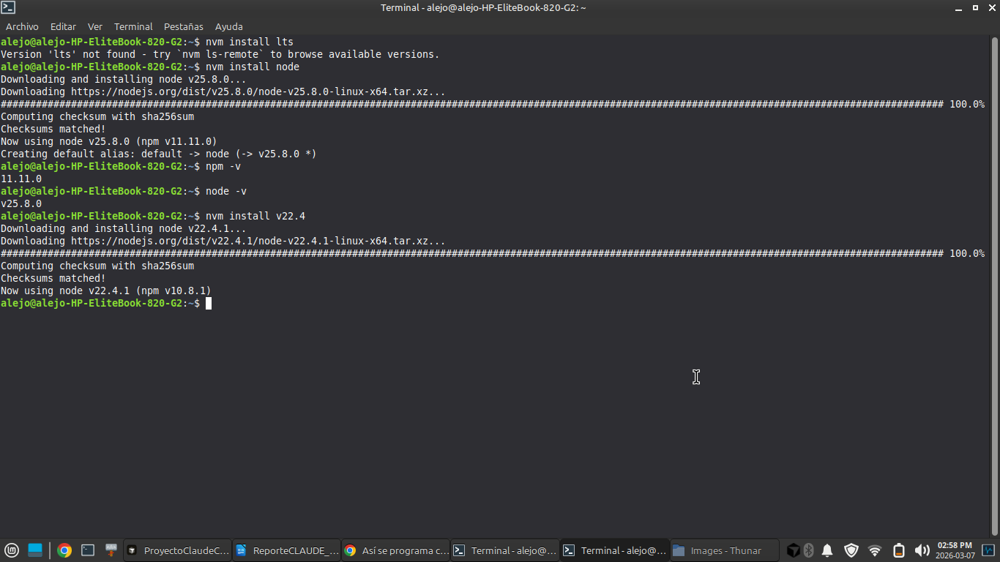 Terminal - alejo@alejo-HP-EliteBook-820-G2: ~
Archivo Editar Ver Terminal Pestañas Ayuda
alejo@alejo-HP-EliteBook-820-G2:~$ nvm install lts
Version 'lts' not found - try `nvm ls-remote` to browse available versions.
alejo@alejo-HP-EliteBook-820-G2:~$ nvm install node
Downloading and installing node v25.8.0...
Downloading https://nodejs.org/dist/v25.8.0/node-v25.8.0-linux-x64.tar.xz...
################################################################################################################################################################# 100.0%
Computing checksum with sha256sum
Checksums matched!
Now using node v25.8.0 (npm v11.11.0)
Creating default alias: default -> node (-> v25.8.0 *)
alejo@alejo-HP-EliteBook-820-G2:~$ npm -v
11.11.0
alejo@alejo-HP-EliteBook-820-G2:~$ node -v
v25.8.0
alejo@alejo-HP-EliteBook-820-G2:~$ nvm install v22.4
Downloading and installing node v22.4.1...
Downloading https://nodejs.org/dist/v22.4.1/node-v22.4.1-linux-x64.tar.xz...
################################################################################################################################################################# 100.0%
Computing checksum with sha256sum
Checksums matched!
Now using node v22.4.1 (npm v10.8.1)
alejo@alejo-HP-EliteBook-820-G2:~$
ProyectoClaudeC... ReporteCLAUDE_... Así se programa c... Terminal - alejo@... Terminal - alejo@... Images - Thunar 02:58 PM
2026-03-07